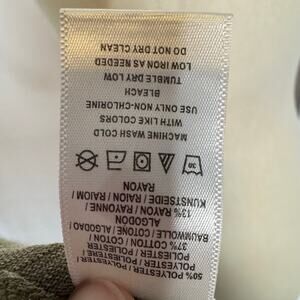 50% POLYESTER /
POLYESTER /
POLYESTER / POLIESTER
37% COTTON / COTON /
BAUMWOLLE / COTONE / ALGODAO /
ALGODON
13% RAYON / RAYONNE /
KUNSTSEIDE / RAION / RAIOM /
RAYON
30
MACHINE WASH COLD
WITH LIKE COLORS
USE ONLY NON-CHLORINE
BLEACH
TUMBLE DRY LOW
LOW IRON AS NEEDED
DO NOT DRY CLEAN